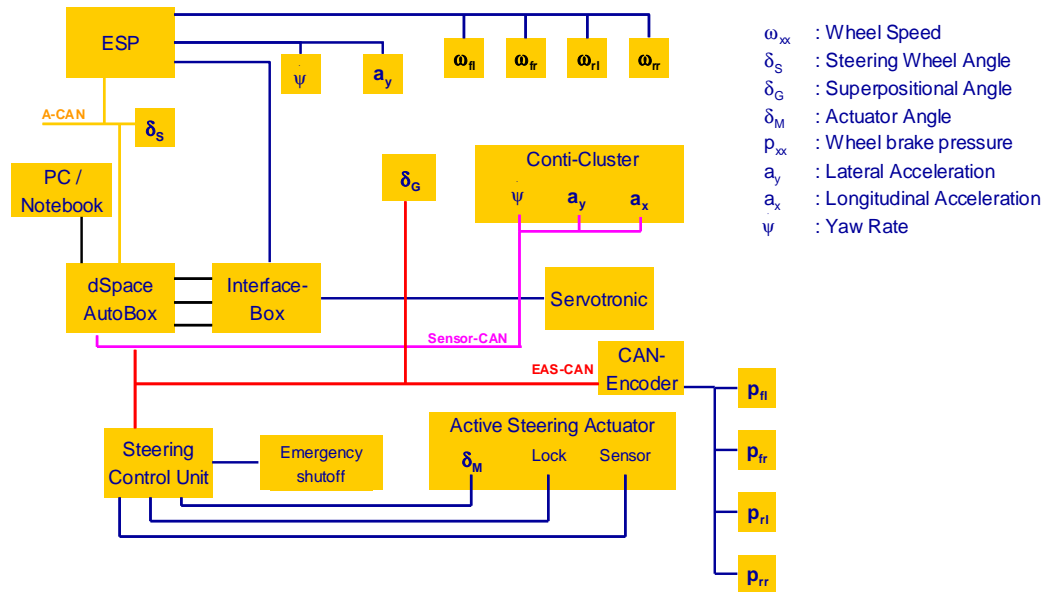 ESP
ψ̇
a_y
ω_fl
ω_fr
ω_rl
ω_rr
ω_xx : Wheel Speed
δ_S : Steering Wheel Angle
δ_G : Superpositional Angle
δ_M : Actuator Angle
p_xx : Wheel brake pressure
a_y : Lateral Acceleration
a_x : Longitudinal Acceleration
ψ̇ : Yaw Rate
A-CAN
δ_S
PC /
Notebook
δ_G
Conti-Cluster
ψ̇ a_y a_x
dSpace
AutoBox
Interface-
Box
Servotronic
Sensor-CAN
EAS-CAN
CAN-
Encoder
p_fl
p_fr
p_rl
p_rr
Steering
Control Unit
Emergency
shutoff
Active Steering Actuator
δ_M Lock Sensor